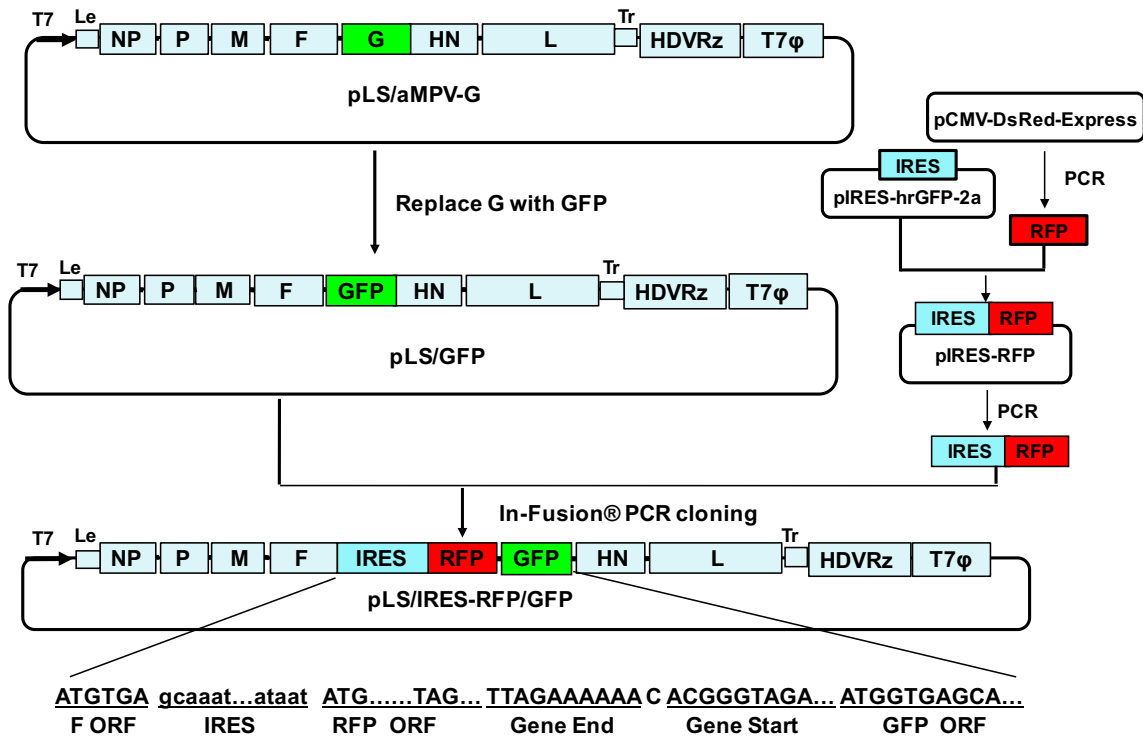 T7 Le NP P M F G HN L Tr HDVRz T7φ
pLS/aMPV-G
pCMV-DsRed-Express
IRES
pIRES-hrGFP-2a
PCR
RFP
Replace G with GFP
T7 Le NP P M F GFP HN L Tr HDVRz T7φ
pLS/GFP
IRES RFP
pIRES-RFP
PCR
IRES RFP
In-Fusion® PCR cloning
T7 Le NP P M F IRES RFP GFP HN L Tr HDVRz T7φ
pLS/IRES-RFP/GFP
ATGTGA gcaaat...ataat ATG......TAG... TTAGAAAAAA C ACGGGTAGA... ATGGTGAGCA...
F ORF IRES RFP ORF Gene End Gene Start GFP ORF